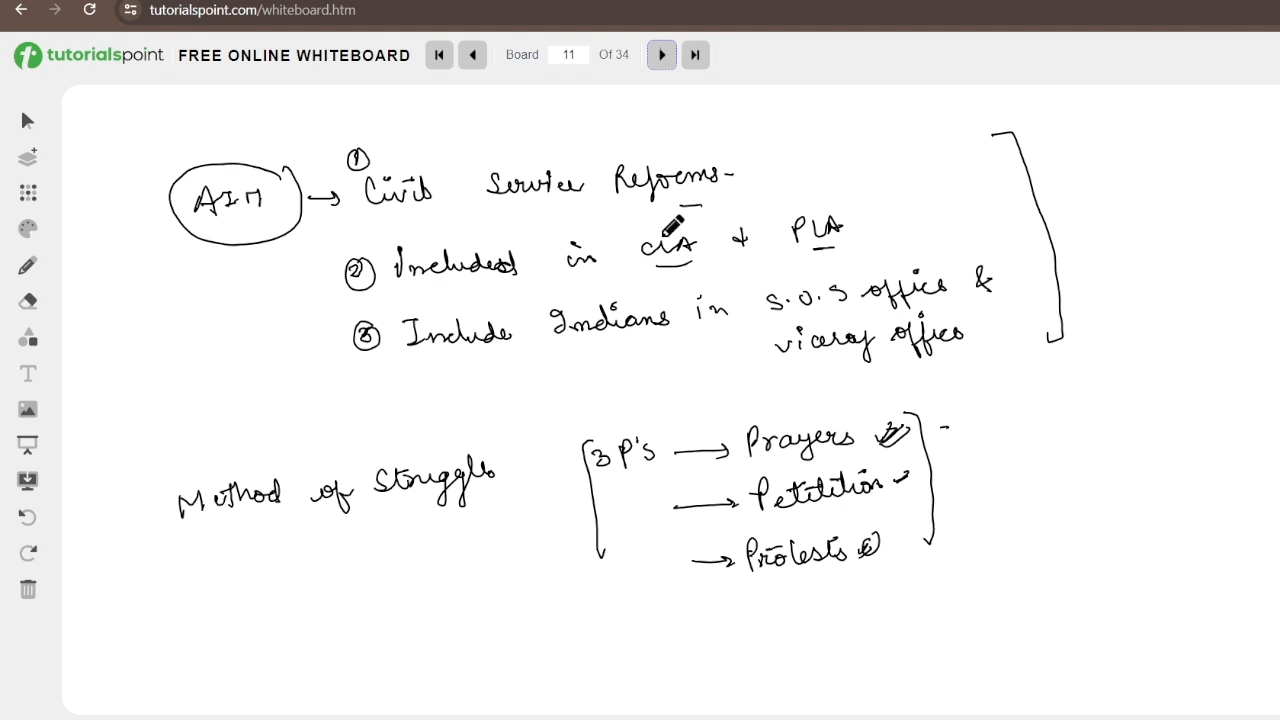 tutorialspoint.com/whiteboard.htm
tutorialspoint FREE ONLINE WHITEBOARD Board 11 Of 34
AIM → ① Civil Service Reforms-
② Included in CLA & PLA
③ Include Indians in S.O.S office &
viceroy office
Method of Struggle
3 P's → Prayers
→ Petitition
→ Protests